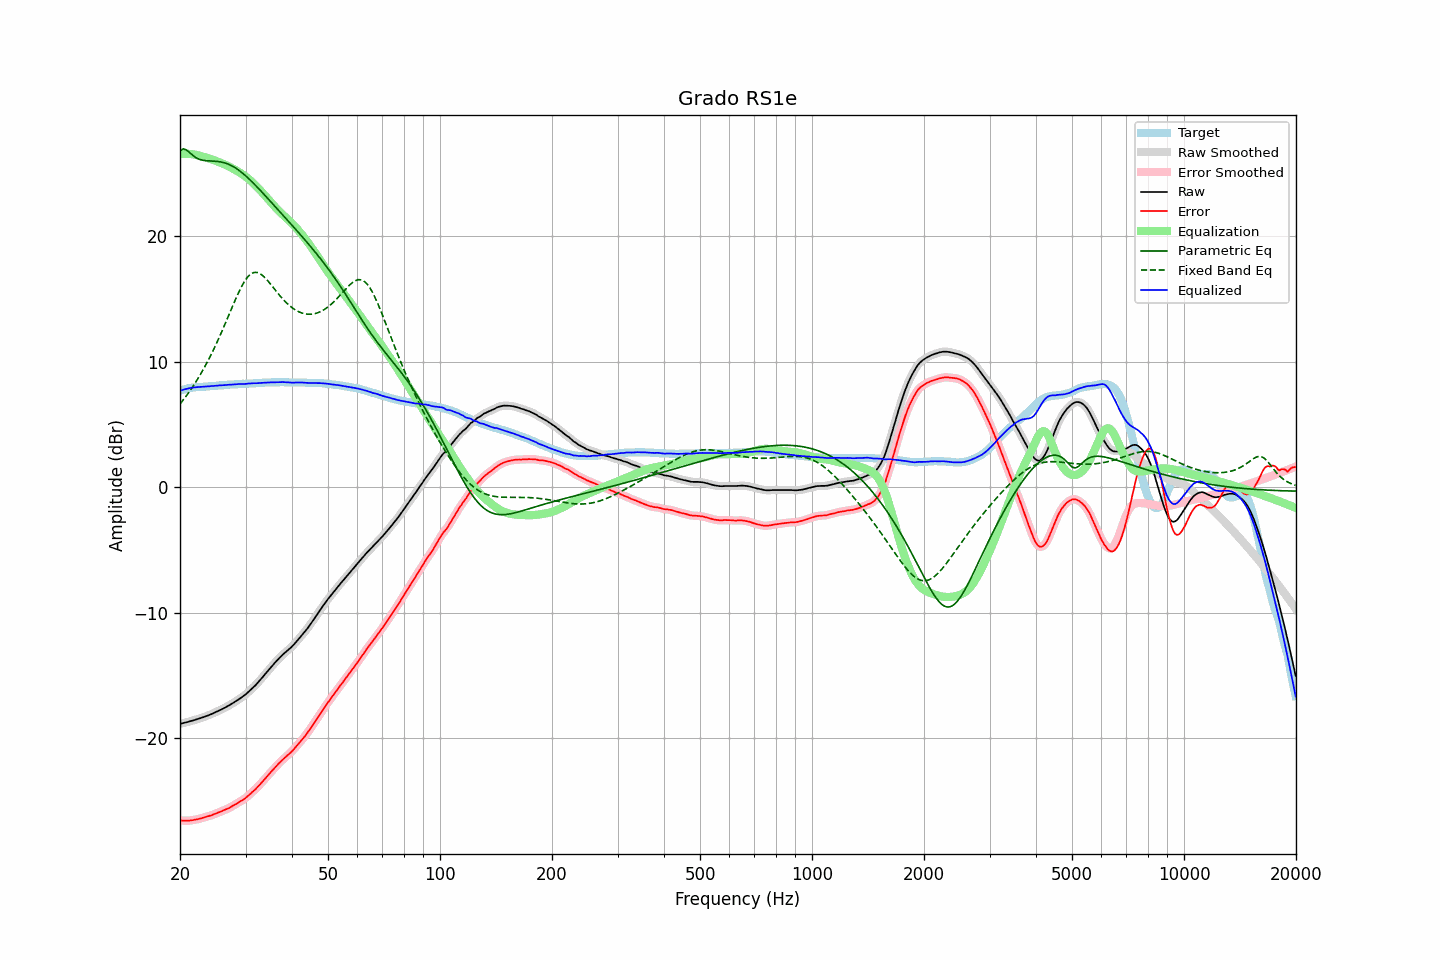 Grado RS1e
Target
Raw Smoothed
Error Smoothed
Raw
Error
Equalization
Parametric Eq
Fixed Band Eq
Equalized
Amplitude (dBr)
20
10
0
−10
−20
20 50 100 200 500 1000 2000 5000 10000 20000
Frequency (Hz)